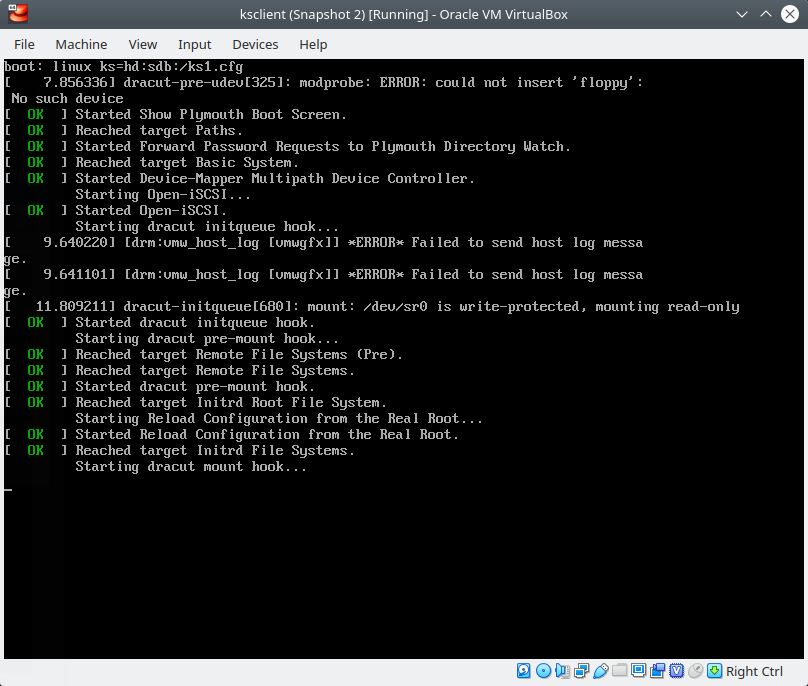 ksclient (Snapshot 2) [Running] - Oracle VM VirtualBox
File Machine View Input Devices Help
boot: linux ks=hd:sdb:/ks1.cfg
[    7.856336] dracut-pre-udev[325]: modprobe: ERROR: could not insert 'floppy':
 No such device
[  OK  ] Started Show Plymouth Boot Screen.
[  OK  ] Reached target Paths.
[  OK  ] Started Forward Password Requests to Plymouth Directory Watch.
[  OK  ] Reached target Basic System.
[  OK  ] Started Device-Mapper Multipath Device Controller.
         Starting Open-iSCSI...
[  OK  ] Started Open-iSCSI.
         Starting dracut initqueue hook...
[    9.640220] [drm:vmw_host_log [vmwgfx]] *ERROR* Failed to send host log messa
ge.
[    9.641101] [drm:vmw_host_log [vmwgfx]] *ERROR* Failed to send host log messa
ge.
[   11.809211] dracut-initqueue[680]: mount: /dev/sr0 is write-protected, mounting read-only
[  OK  ] Started dracut initqueue hook.
         Starting dracut pre-mount hook...
[  OK  ] Reached target Remote File Systems (Pre).
[  OK  ] Reached target Remote File Systems.
[  OK  ] Started dracut pre-mount hook.
[  OK  ] Reached target Initrd Root File System.
         Starting Reload Configuration from the Real Root...
[  OK  ] Started Reload Configuration from the Real Root.
[  OK  ] Reached target Initrd File Systems.
         Starting dracut mount hook...
Right Ctrl